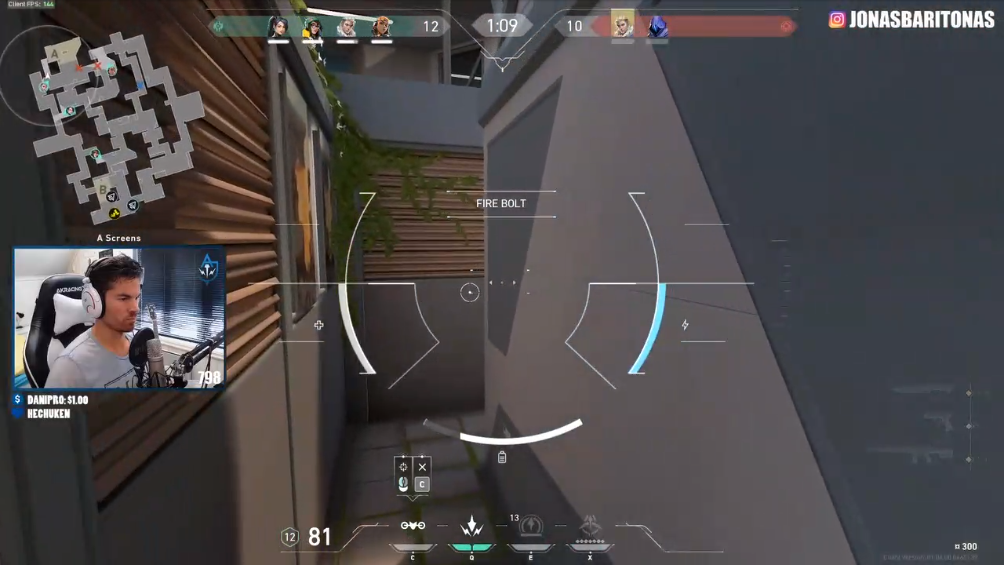 Client FPS: 144
12
1:09
10
JONASBARITONAS
A
B
A Screens
FIRE BOLT
798
DANIPRO: $1.00
HECHUKEN
C
12
81
13
C
Q
E
X
300